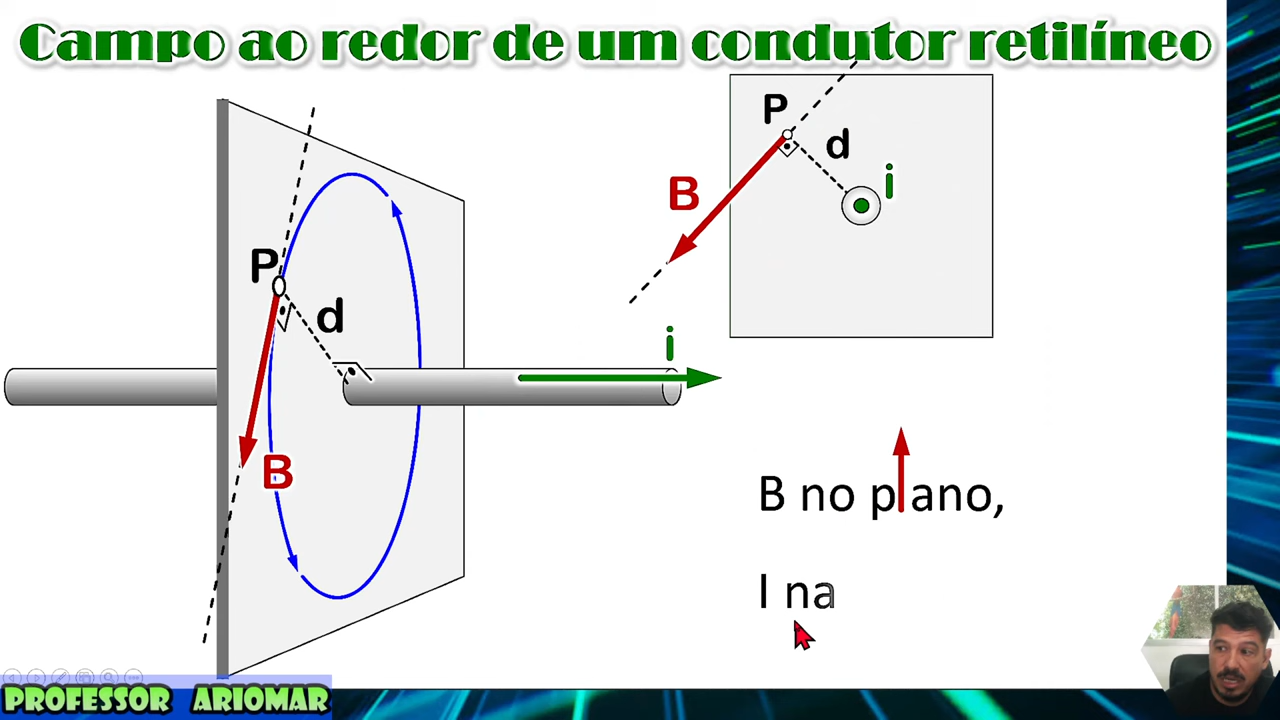 Campo ao redor de um condutor retilíneo
P
d
B
i
P
d
B
i
B no plano,
I na
PROFESSOR ARIOMAR